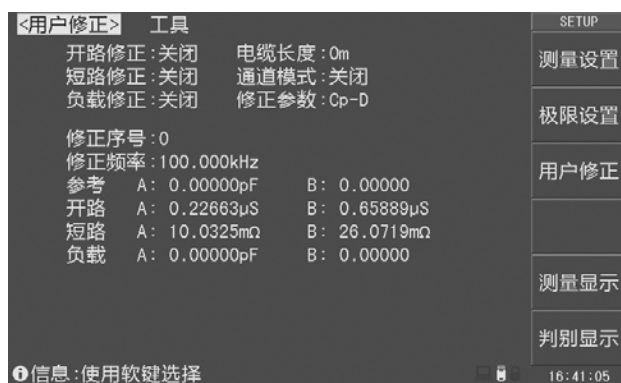 <用户修正> 工具 SETUP
开路修正:关闭 电缆长度:0m
短路修正:关闭 通道模式:关闭
负载修正:关闭 修正参数:Cp-D
修正序号:0
修正频率:100.000kHz
参考 A: 0.00000pF B: 0.00000
开路 A: 0.22663μS B: 0.65889μS
短路 A: 10.0325mΩ B: 26.0719mΩ
负载 A: 0.00000pF B: 0.00000
测量设置
极限设置
用户修正
测量显示
判别显示
信息:使用软键选择 16:41:05